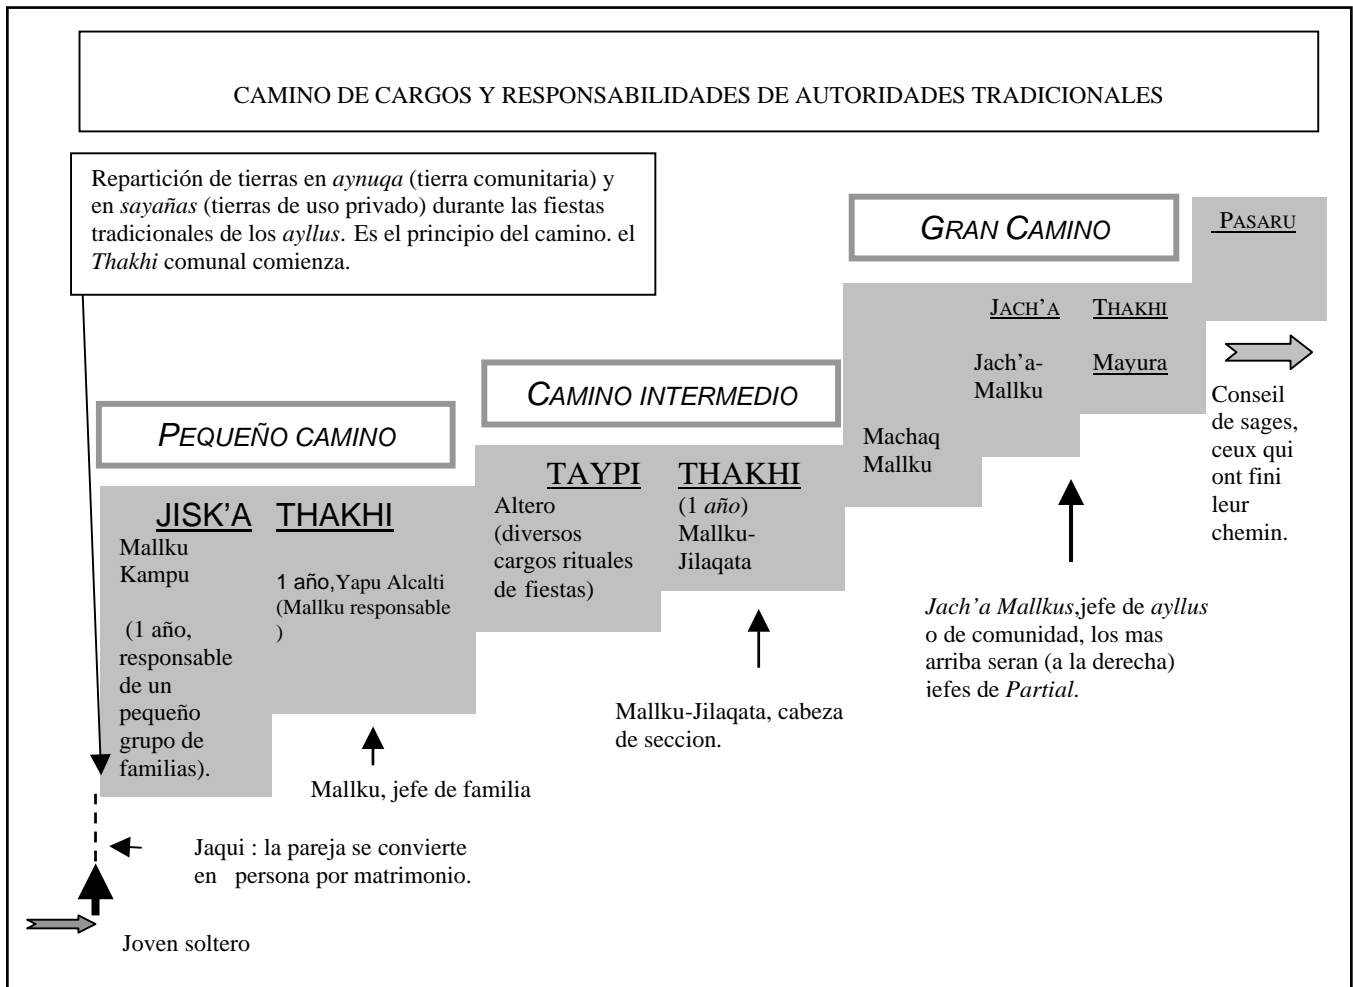 CAMINO DE CARGOS Y RESPONSABILIDADES DE AUTORIDADES TRADICIONALES
Repartición de tierras en aynuqa (tierra comunitaria) y
en sayañas (tierras de uso privado) durante las fiestas
tradicionales de los ayllus. Es el principio del camino. el
Thakhi comunal comienza.
GRAN CAMINO
PASARU
JACH’A THAKHI
Jach’a-
Mallku
Mayura
Machaq
Mallku
Conseil
de sages,
ceux qui
ont fini
leur
chemin.
CAMINO INTERMEDIO
TAYPI THAKHI
Altero
(diversos
cargos rituales
de fiestas)
(1 año)
Mallku-
Jilaqata
PEQUEÑO CAMINO
JISK’A THAKHI
Mallku
Kampu
(1 año,
responsable
de un
pequeño
grupo de
familias).
1 año,Yapu Alcalti
(Mallku responsable
)
Jach’a Mallkus,jefe de ayllus
o de comunidad, los mas
arriba seran (a la derecha)
jefes de Partial.
Mallku-Jilaqata, cabeza
de seccion.
Mallku, jefe de familia
Jaqui : la pareja se convierte
en persona por matrimonio.
Joven soltero